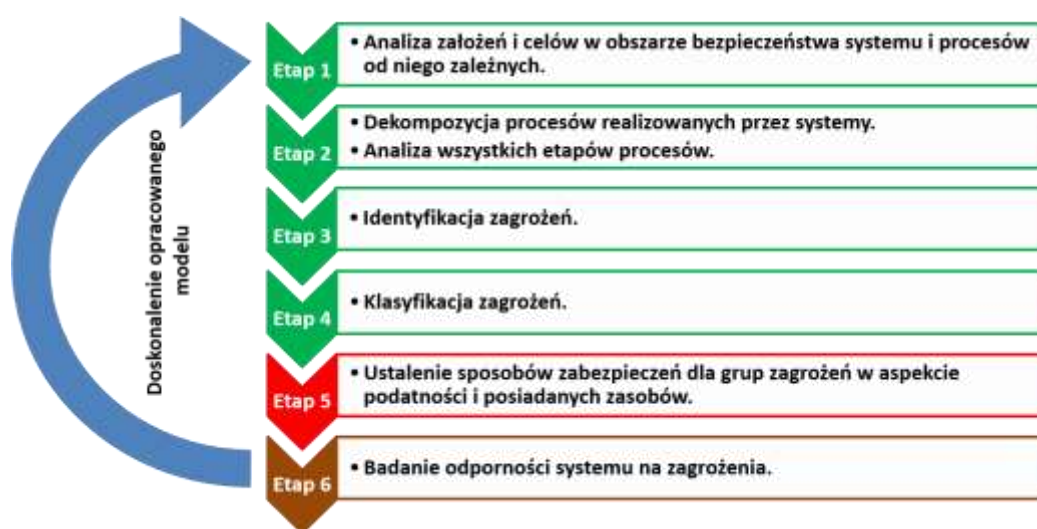 Doskonalenie opracowanego
modelu
Etap 1
• Analiza założeń i celów w obszarze bezpieczeństwa systemu i procesów
od niego zależnych.
Etap 2
• Dekompozycja procesów realizowanych przez systemy.
• Analiza wszystkich etapów procesów.
Etap 3
• Identyfikacja zagrożeń.
Etap 4
• Klasyfikacja zagrożeń.
Etap 5
• Ustalenie sposobów zabezpieczeń dla grup zagrożeń w aspekcie
podatności i posiadanych zasobów.
Etap 6
• Badanie odporności systemu na zagrożenia.